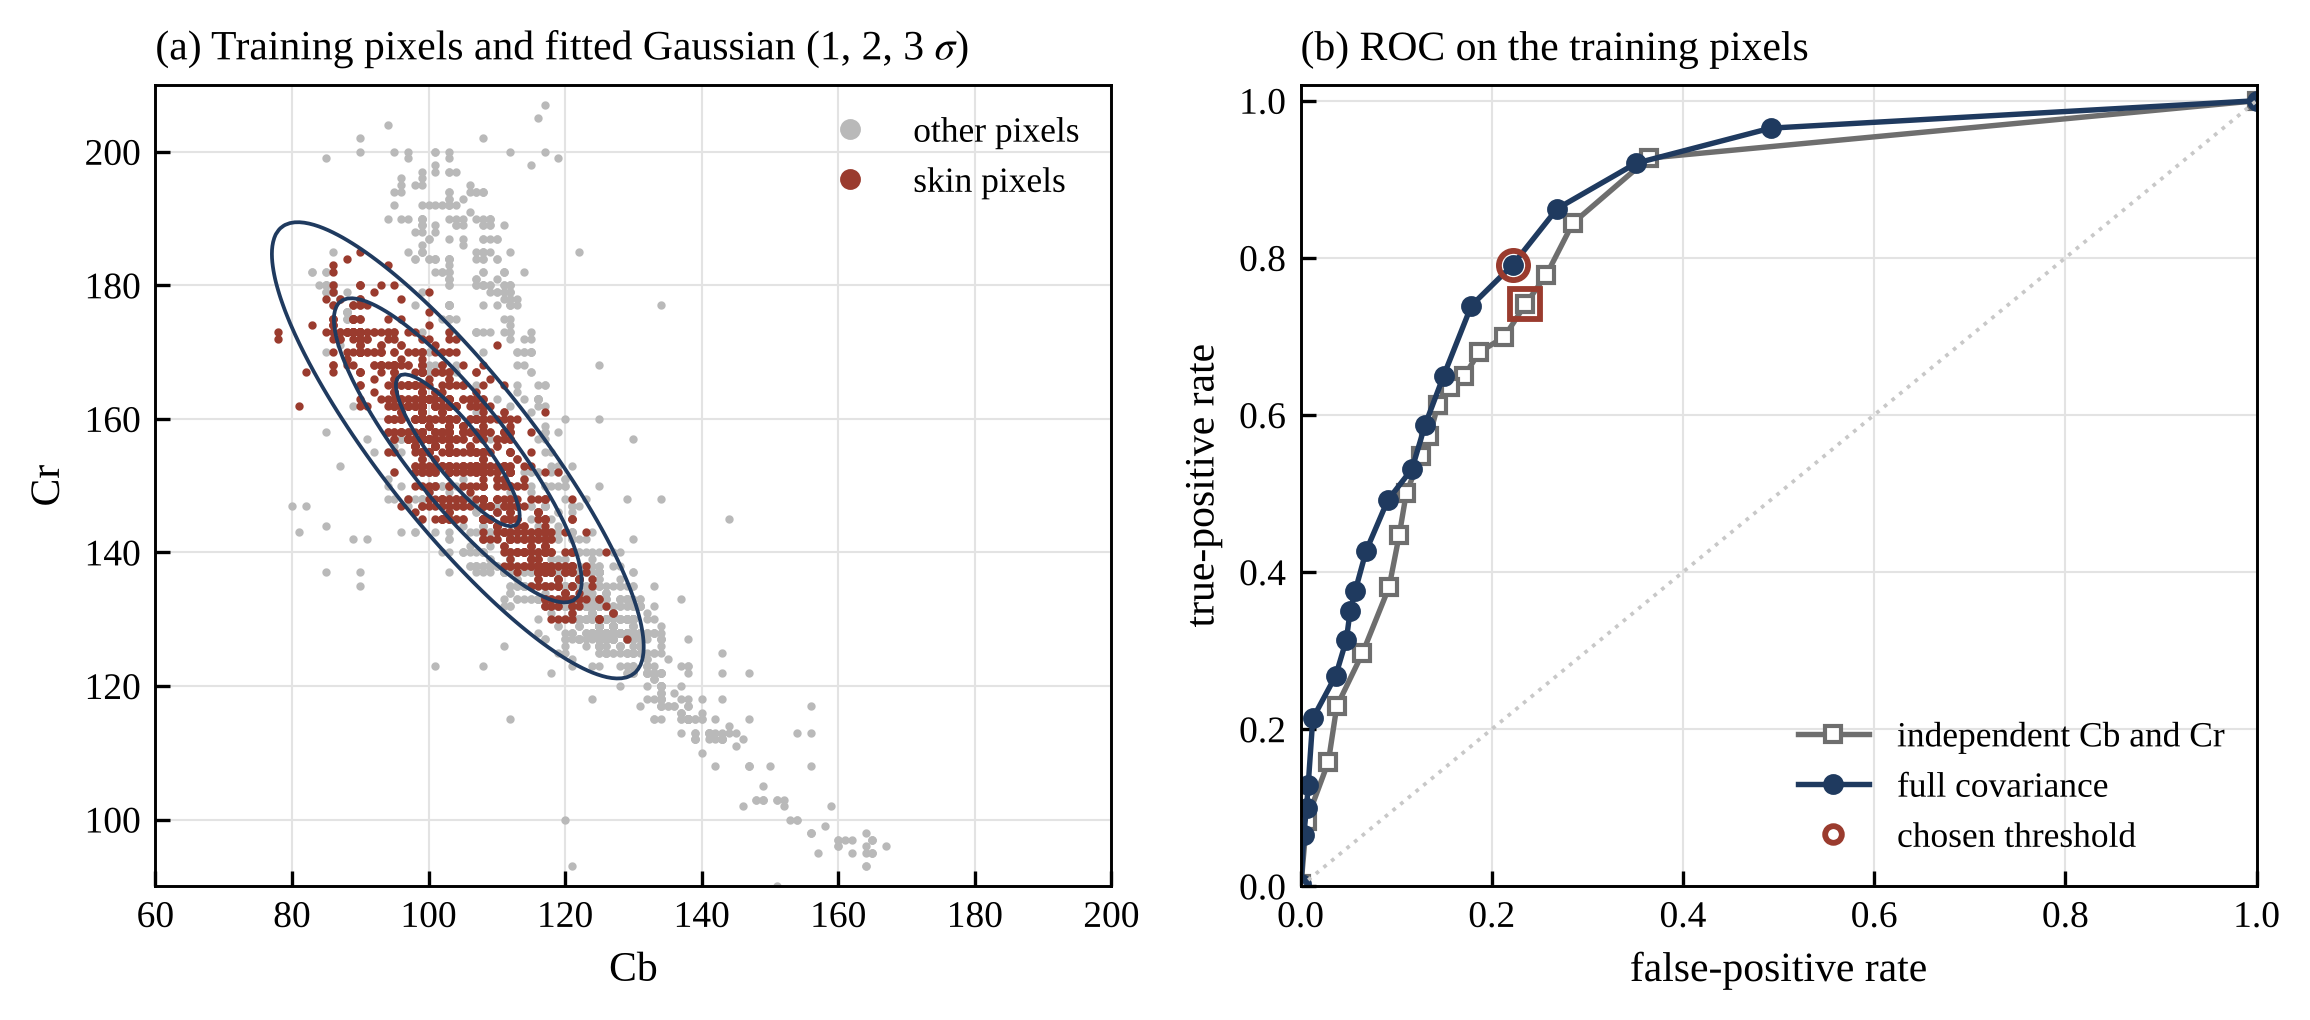 (a) Training pixels and fitted Gaussian (1, 2, 3 σ)
other pixels
skin pixels
200
180
160
140
120
100
Cr
60 80 100 120 140 160 180 200
Cb
(b) ROC on the training pixels
1.0
0.8
0.6
0.4
0.2
0.0
true-positive rate
independent Cb and Cr
full covariance
chosen threshold
0.0 0.2 0.4 0.6 0.8 1.0
false-positive rate